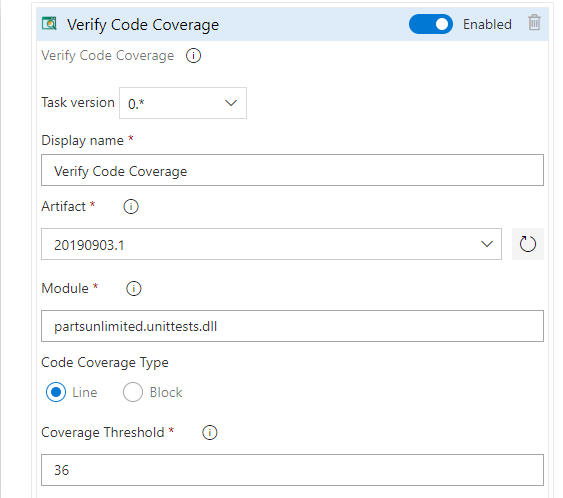 Verify Code Coverage Enabled
Verify Code Coverage
Task version 0.*
Display name *
Verify Code Coverage
Artifact *
20190903.1
Module *
partsunlimited.unittests.dll
Code Coverage Type
Line Block
Coverage Threshold *
36